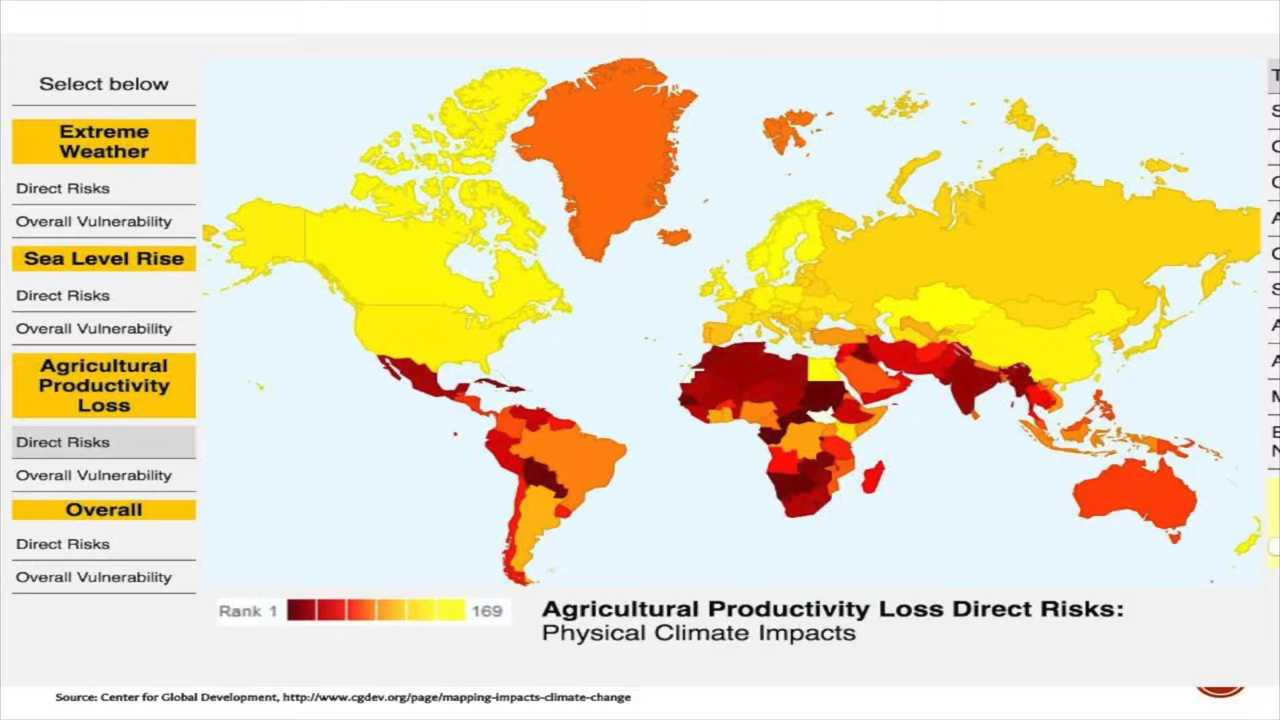 Select below
Extreme
Weather
Direct Risks
Overall Vulnerability
Sea Level Rise
Direct Risks
Overall Vulnerability
Agricultural
Productivity
Loss
Direct Risks
Overall Vulnerability
Overall
Direct Risks
Overall Vulnerability
Rank 1 169
Agricultural Productivity Loss Direct Risks:
Physical Climate Impacts
Source: Center for Global Development, http://www.cgdev.org/page/mapping-impacts-climate-change